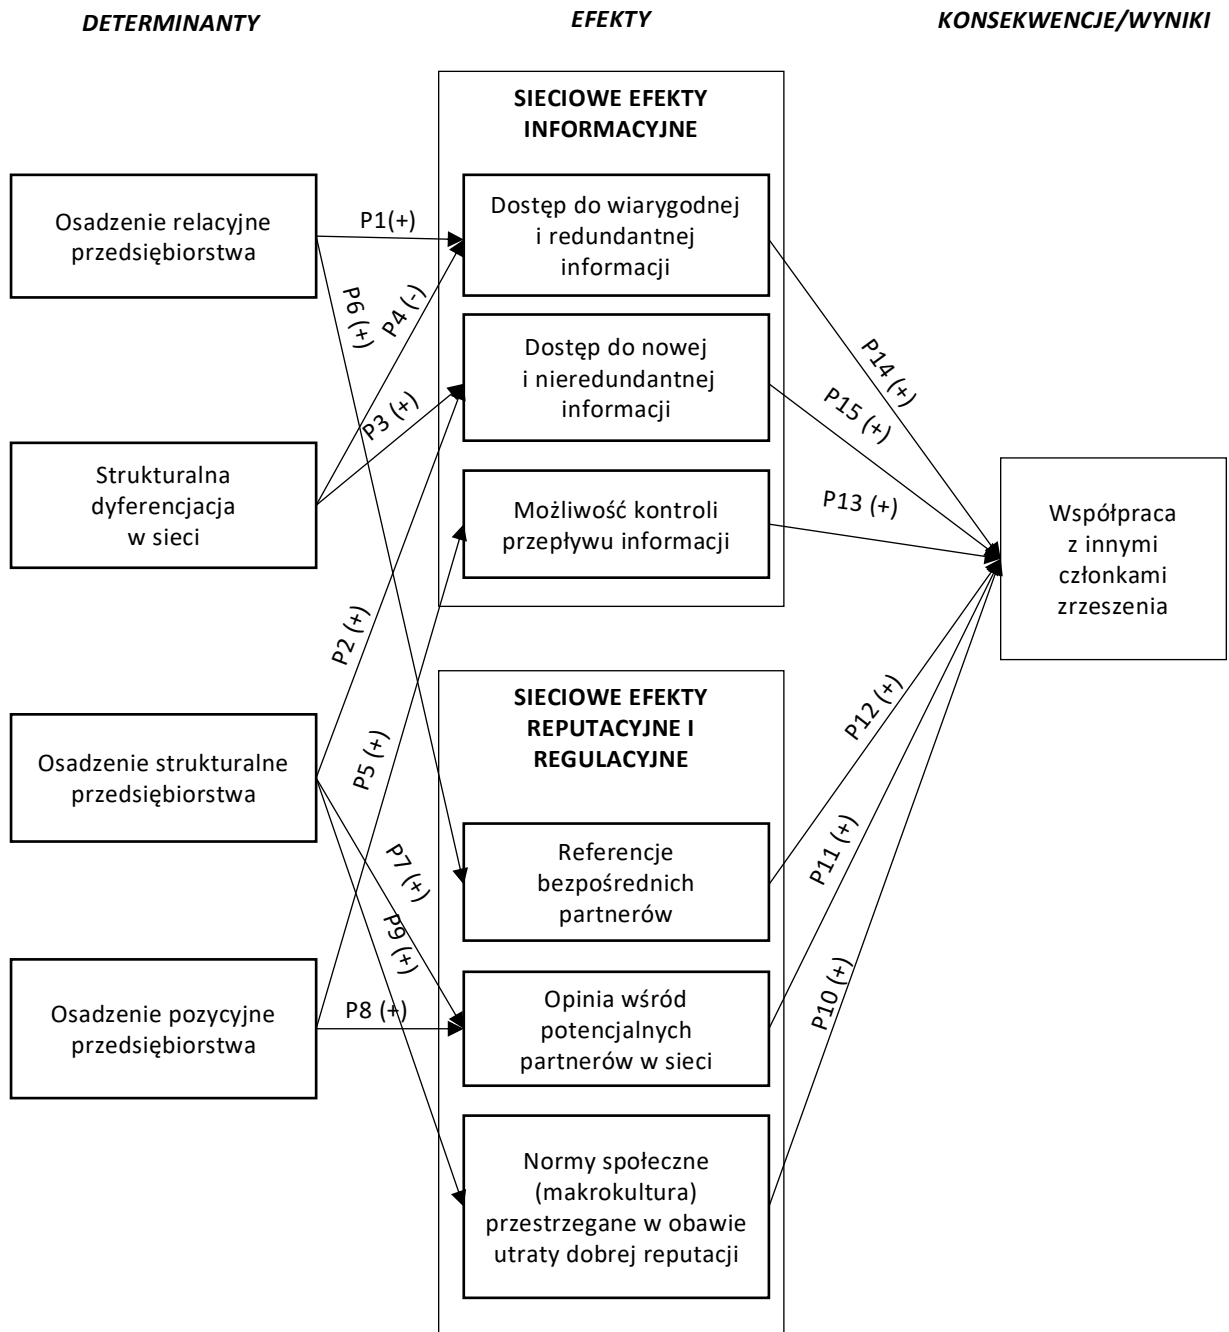 DETERMINANTY
EFEKTY
KONSEKWENCJE/WYNIKI
SIECIOWE EFEKTY
INFORMACYJNE
Osadzenie relacyjne
przedsiębiorstwa
P1(+)
Dostęp do wiarygodnej
i redundantnej
informacji
P6 (+)
P4 (-)
Dostęp do nowej
i nieredundantnej
informacji
P14 (+)
P3 (+)
P15 (+)
Strukturalna
dyferencjacja
w sieci
Możliwość kontroli
przepływu informacji
P13 (+)
Współpraca
z innymi
członkami
zrzeszenia
P2 (+)
SIECIOWE EFEKTY
REPUTACYJNE I
REGULACYJNE
P12 (+)
Osadzenie strukturalne
przedsiębiorstwa
P5 (+)
P7 (+)
Referencje
bezpośrednich
partnerów
P11 (+)
P9 (+)
Osadzenie pozycyjne
przedsiębiorstwa
P8 (+)
Opinia wśród
potencjalnych
partnerów w sieci
P10 (+)
Normy społeczne
(makrokultura)
przestrzegane w obawie
utraty dobrej reputacji